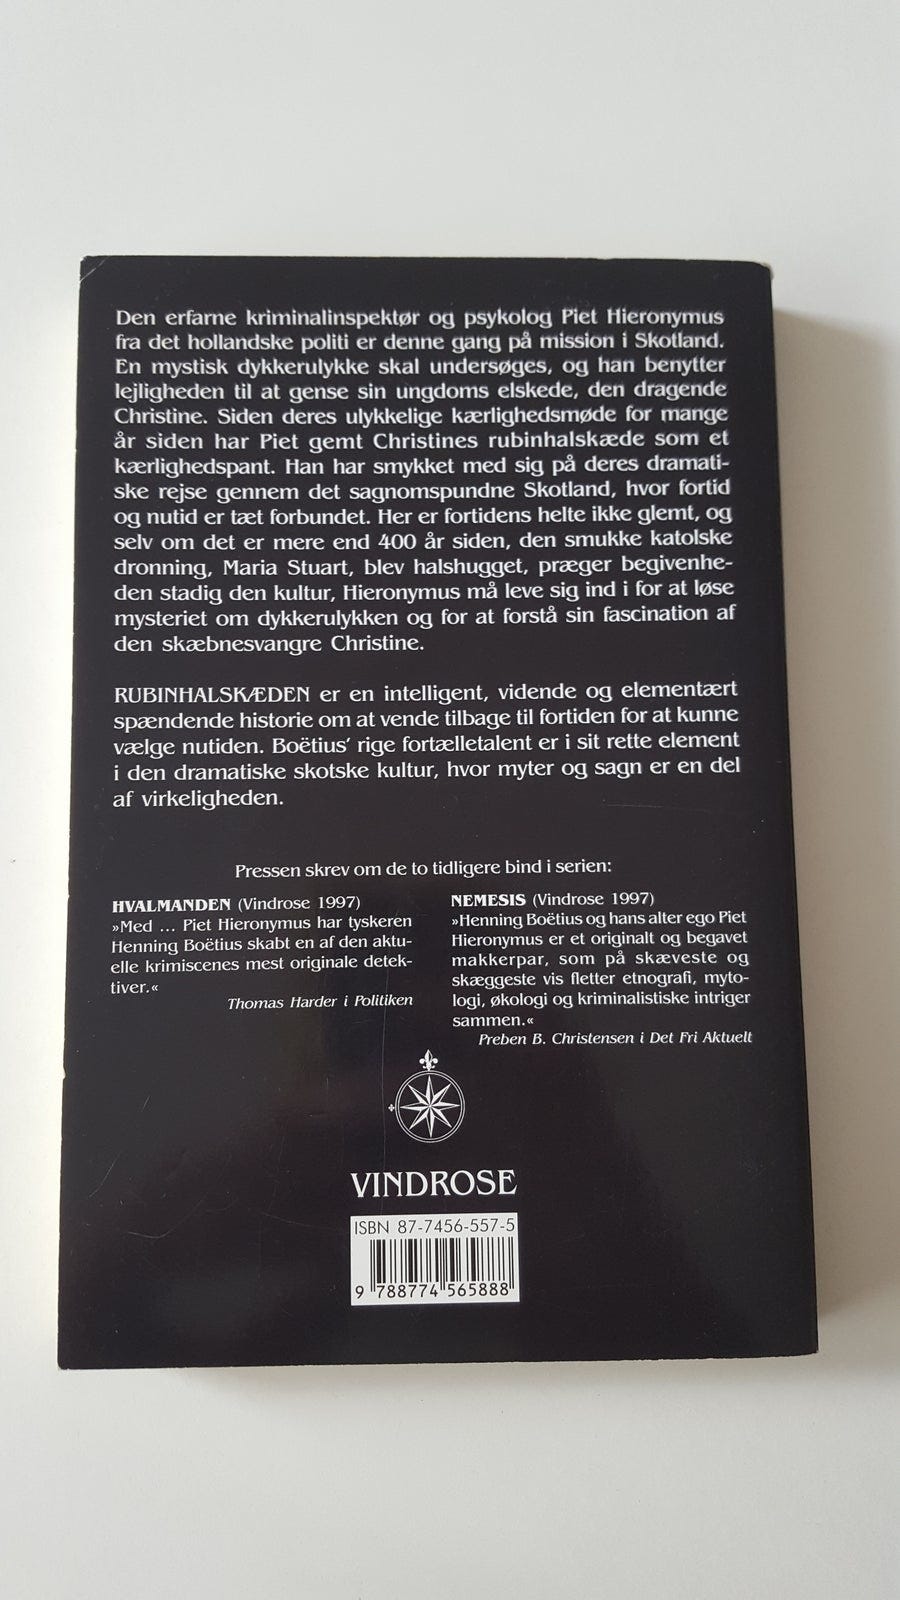 Den erfarne kriminalinspektør og psykolog Piet Hieronymus
fra det hollandske politi er denne gang på mission i Skotland.
En mystisk dykkerulykke skal undersøges, og han benytter
lejligheden til at gense sin ungdoms elskede, den dragende
Christine. Siden deres ulykkelige kærlighedsmøde for mange
år siden har Piet gemt Christines rubinhalskæde som et
kærlighedspant. Han har smykket med sig på deres dramati-
ske rejse gennem det sagnomspundne Skotland, hvor fortid
og nutid er tæt forbundet. Her er fortidens helte ikke glemt, og
selv om det er mere end 400 år siden, den smukke katolske
dronning, Maria Stuart, blev halshugget, præger begivenhe-
den stadig den kultur, Hieronymus må leve sig ind i for at løse
mysteriet om dykkerulykken og for at forstå sin fascination af
den skæbnesvangre Christine.
RUBINHALSKÆDEN er en intelligent, vidende og elementært
spændende historie om at vende tilbage til fortiden for at kunne
vælge nutiden. Boëtius' rige fortælletalent er i sit rette element
i den dramatiske skotske kultur, hvor myter og sagn er en del
af virkeligheden.
Pressen skrev om de to tidligere bind i serien:
HVALMANDEN (Vindrose 1997)
»Med ... Piet Hieronymus har tyskeren
Henning Boëtius skabt en af den aktu-
elle krimiscenes mest originale detek-
tiver.«
Thomas Harder i Politiken
NEMESIS (Vindrose 1997)
»Henning Boëtius og hans alter ego Piet
Hieronymus er et originalt og begavet
makkerpar, som på skæveste og
skæggeste vis fletter etnografi, myto-
logi, økologi og kriminalistiske intriger
sammen.«
Preben B. Christensen i Det Fri Aktuelt
VINDROSE
ISBN 87-7456-557-5
9 788774 565888